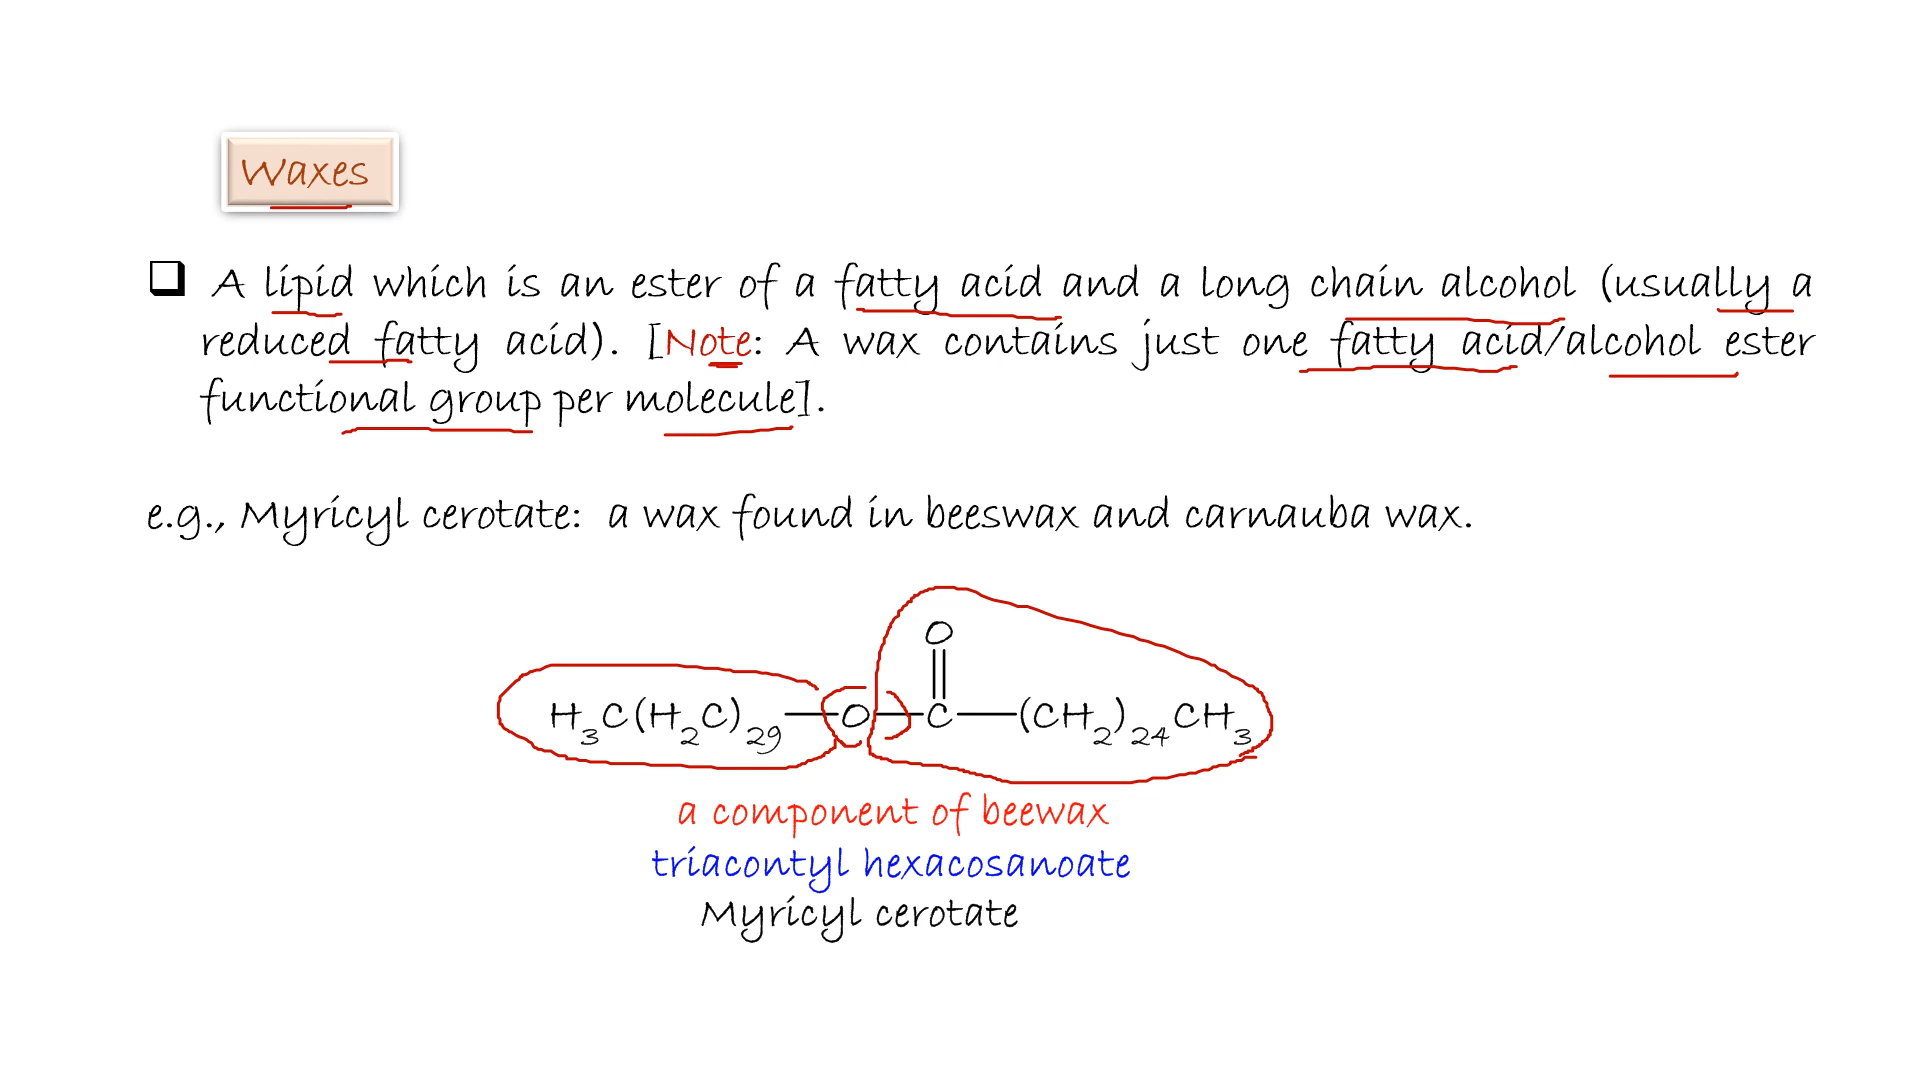 Waxes
A lipid which is an ester of a fatty acid and a long chain alcohol (usually a
reduced fatty acid). [Note: A wax contains just one fatty acid/alcohol ester
functional group per molecule].
e.g., Myricyl cerotate: a wax found in beeswax and carnauba wax.
O
H3C(H2C)29—O—C—(CH2)24CH3
a component of beewax
triacontyl hexacosanoate
Myricyl cerotate